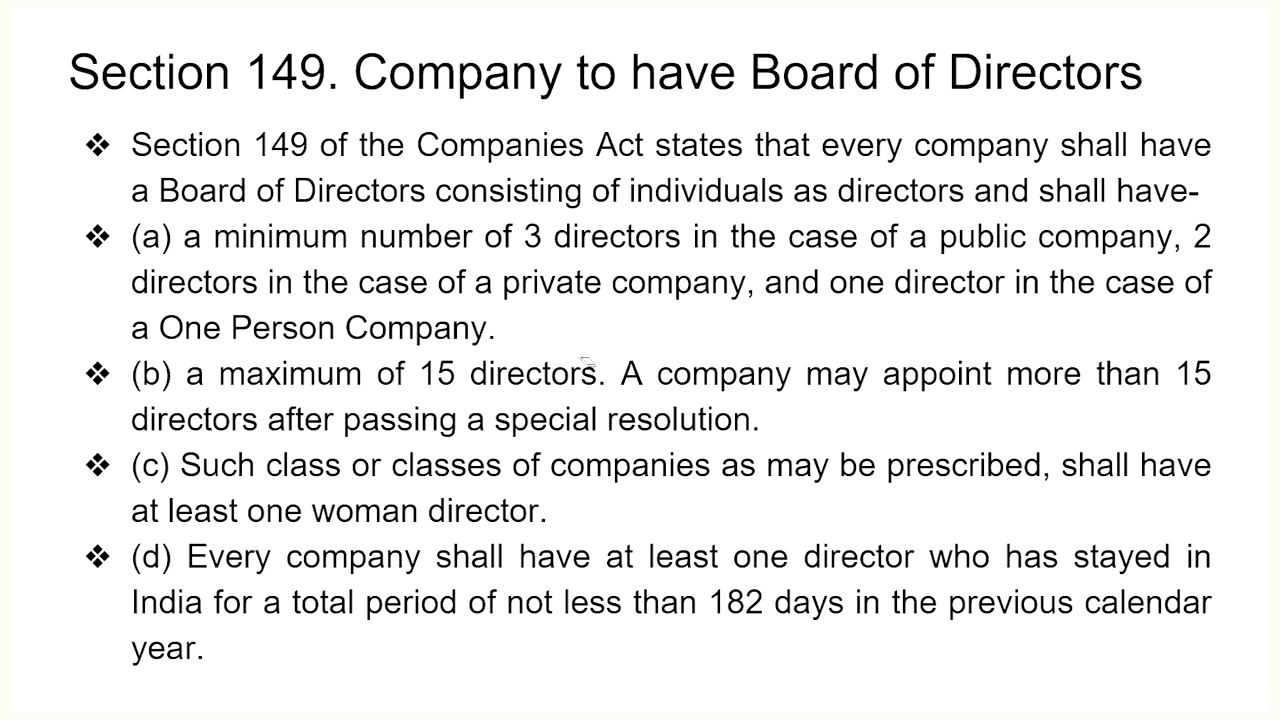 Section 149. Company to have Board of Directors
❖ Section 149 of the Companies Act states that every company shall have
a Board of Directors consisting of individuals as directors and shall have-
❖ (a) a minimum number of 3 directors in the case of a public company, 2
directors in the case of a private company, and one director in the case of
a One Person Company.
❖ (b) a maximum of 15 directors. A company may appoint more than 15
directors after passing a special resolution.
❖ (c) Such class or classes of companies as may be prescribed, shall have
at least one woman director.
❖ (d) Every company shall have at least one director who has stayed in
India for a total period of not less than 182 days in the previous calendar
year.